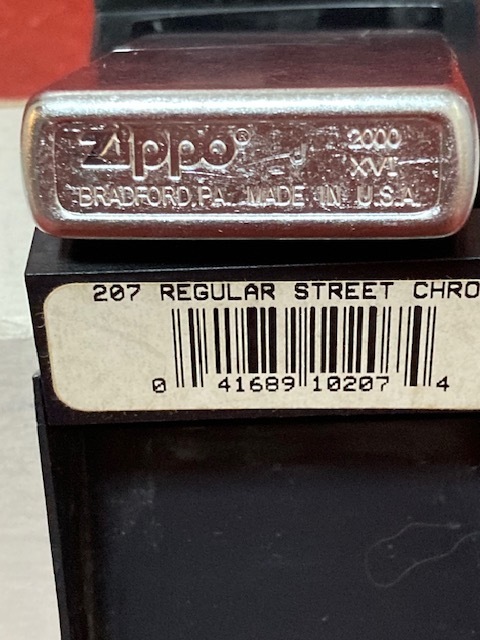 Zippo® J 2000
XVI
BRADFORD, PA. MADE IN U.S.A.
207 REGULAR STREET CHRO
0 41689 10207 4